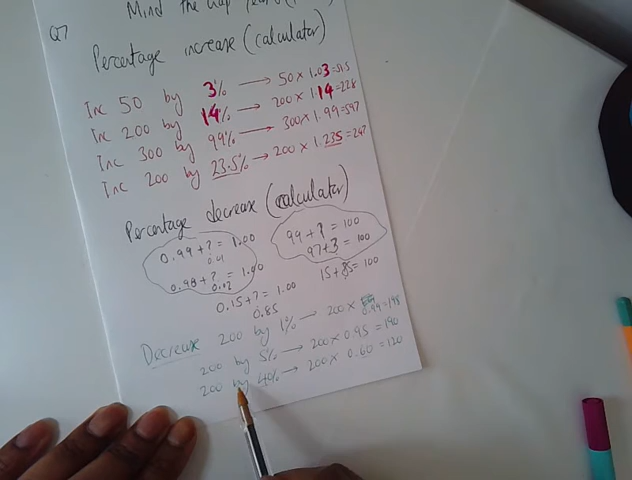 Mind the Gap Years
Q7
Percentage increase (calculator)
Inc 50 by 3% → 50 x 1.03=51.5
Inc 200 by 14% → 200 x 1.14=228
Inc 300 by 99% → 300 x 1.99=597
Inc 200 by 23.5% → 200 x 1.235=247
Percentage decrease (calculator)
0.99 + ? = 1.00
0.01
0.98 + ? = 1.00
0.02
99 + ? = 100
97 + 3 = 100
15 + 85 = 100
0.15 + ? = 1.00
0.85
Decrease 200 by 1% → 200 x 0.99=198
200 by 5% → 200 x 0.95 = 190
200 by 40% → 200 x 0.60 = 120